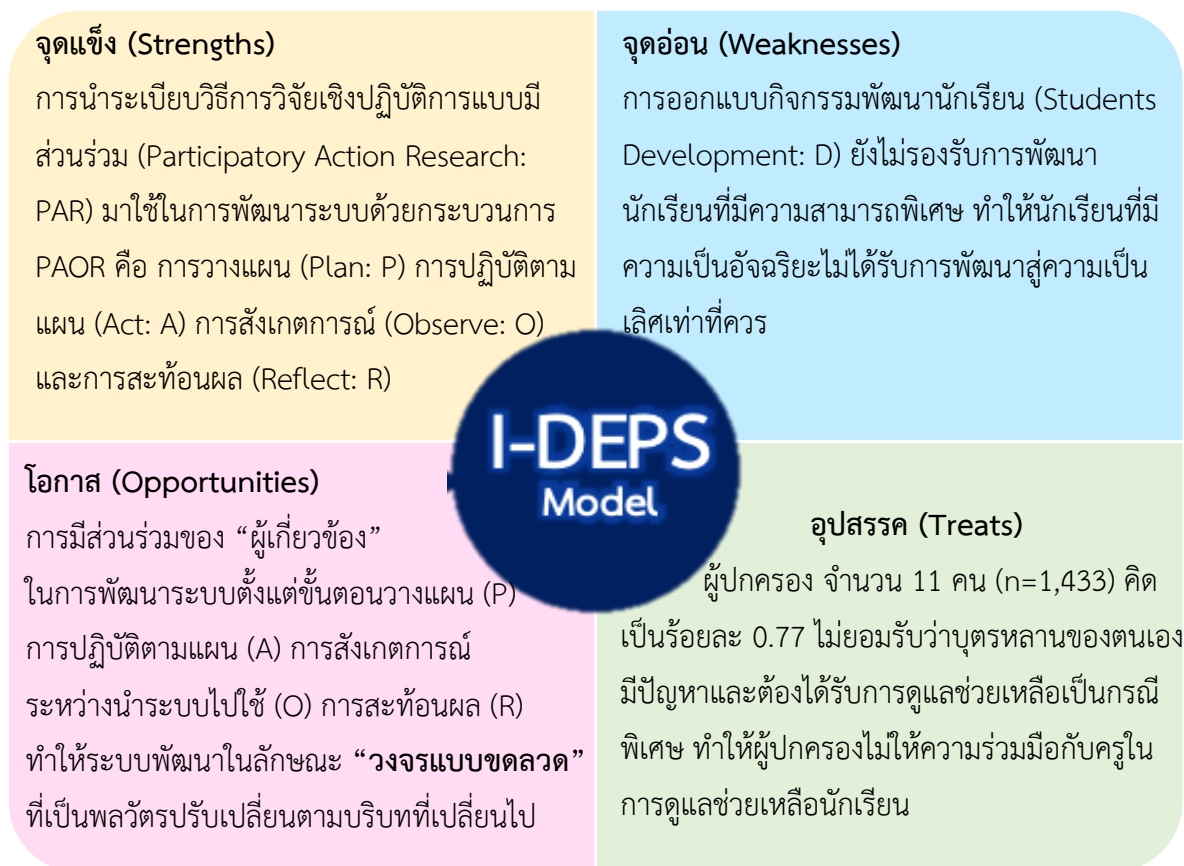 จุดแข็ง (Strengths)
การนำระเบียบวิธีการวิจัยเชิงปฏิบัติการแบบมี
ส่วนร่วม (Participatory Action Research:
PAR) มาใช้ในการพัฒนาระบบด้วยกระบวนการ
PAOR คือ การวางแผน (Plan: P) การปฏิบัติตาม
แผน (Act: A) การสังเกตการณ์ (Observe: O)
และการสะท้อนผล (Reflect: R)
จุดอ่อน (Weaknesses)
การออกแบบกิจกรรมพัฒนานักเรียน (Students
Development: D) ยังไม่รองรับการพัฒนา
นักเรียนที่มีความสามารถพิเศษ ทำให้นักเรียนที่มี
ความเป็นอัจฉริยะไม่ได้รับการพัฒนาสู่ความเป็น
เลิศเท่าที่ควร
I-DEPS
Model
โอกาส (Opportunities)
การมีส่วนร่วมของ “ผู้เกี่ยวข้อง”
ในการพัฒนาระบบตั้งแต่ขั้นตอนวางแผน (P)
การปฏิบัติตามแผน (A) การสังเกตการณ์
ระหว่างนำระบบไปใช้ (O) การสะท้อนผล (R)
ทำให้ระบบพัฒนาในลักษณะ “วงจรแบบขดลวด”
ที่เป็นพลวัตรปรับเปลี่ยนตามบริบทที่เปลี่ยนไป
อุปสรรค (Treats)
ผู้ปกครอง จำนวน 11 คน (n=1,433) คิด
เป็นร้อยละ 0.77 ไม่ยอมรับว่าบุตรหลานของตนเอง
มีปัญหาและต้องได้รับการดูแลช่วยเหลือเป็นกรณี
พิเศษ ทำให้ผู้ปกครองไม่ให้ความร่วมมือกับครูใน
การดูแลช่วยเหลือนักเรียน